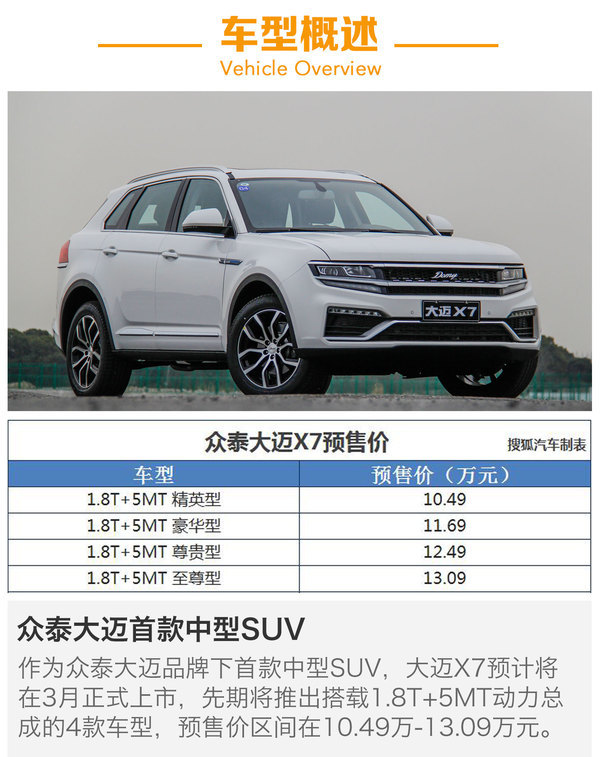 车型概述
Vehicle Overview
Domy
大迈X7
众泰大迈X7预售价
搜狐汽车制表
车型 预售价（万元）
1.8T+5MT 精英型 10.49
1.8T+5MT 豪华型 11.69
1.8T+5MT 尊贵型 12.49
1.8T+5MT 至尊型 13.09
众泰大迈首款中型SUV
作为众泰大迈品牌下首款中型SUV，大迈X7预计将
在3月正式上市，先期将推出搭载1.8T+5MT动力总
成的4款车型，预售价区间在10.49万-13.09万元。